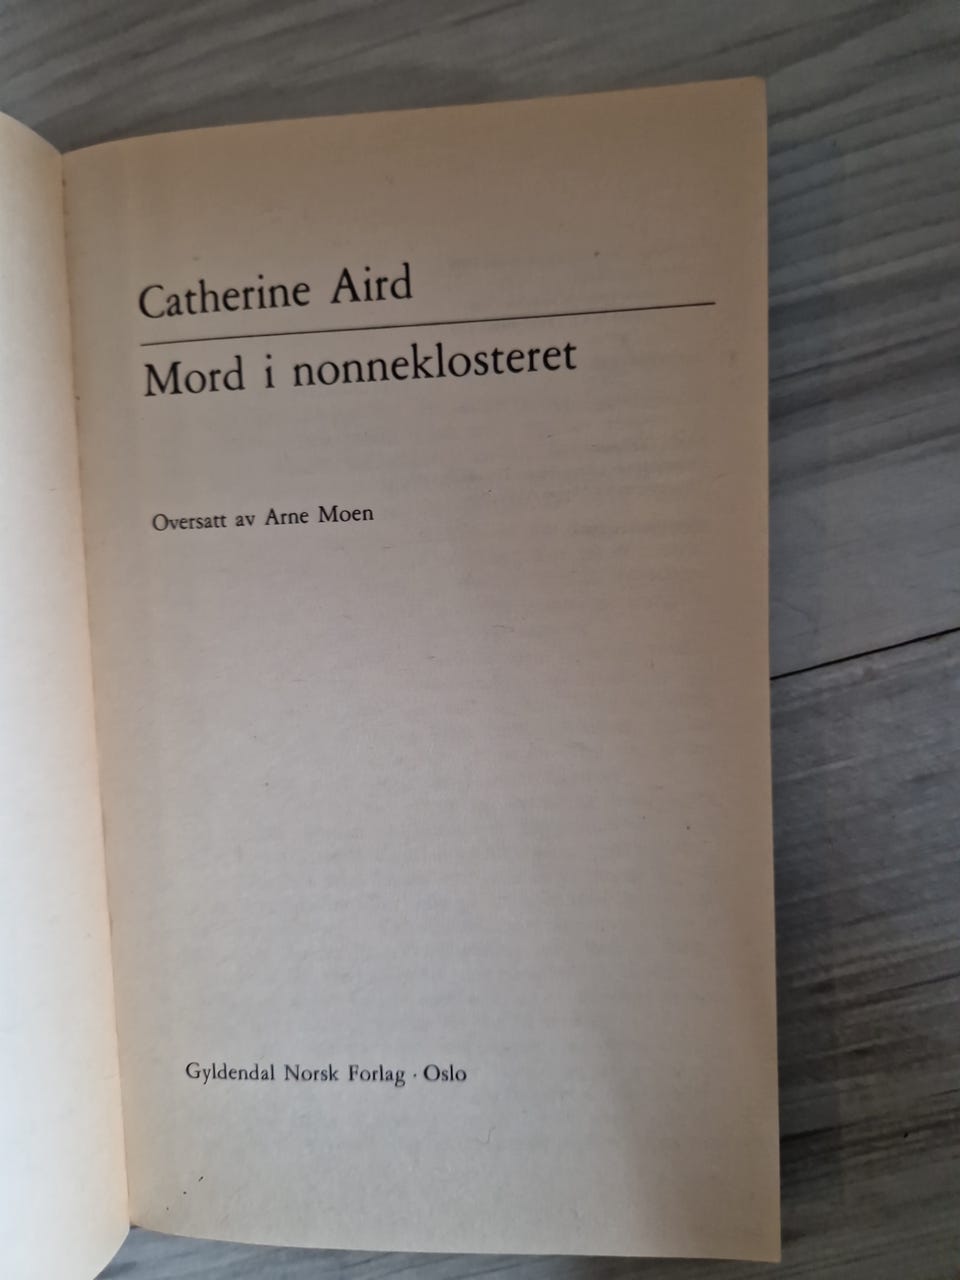 Catherine Aird
Mord i nonneklosteret
Oversatt av Arne Moen
Gyldendal Norsk Forlag · Oslo